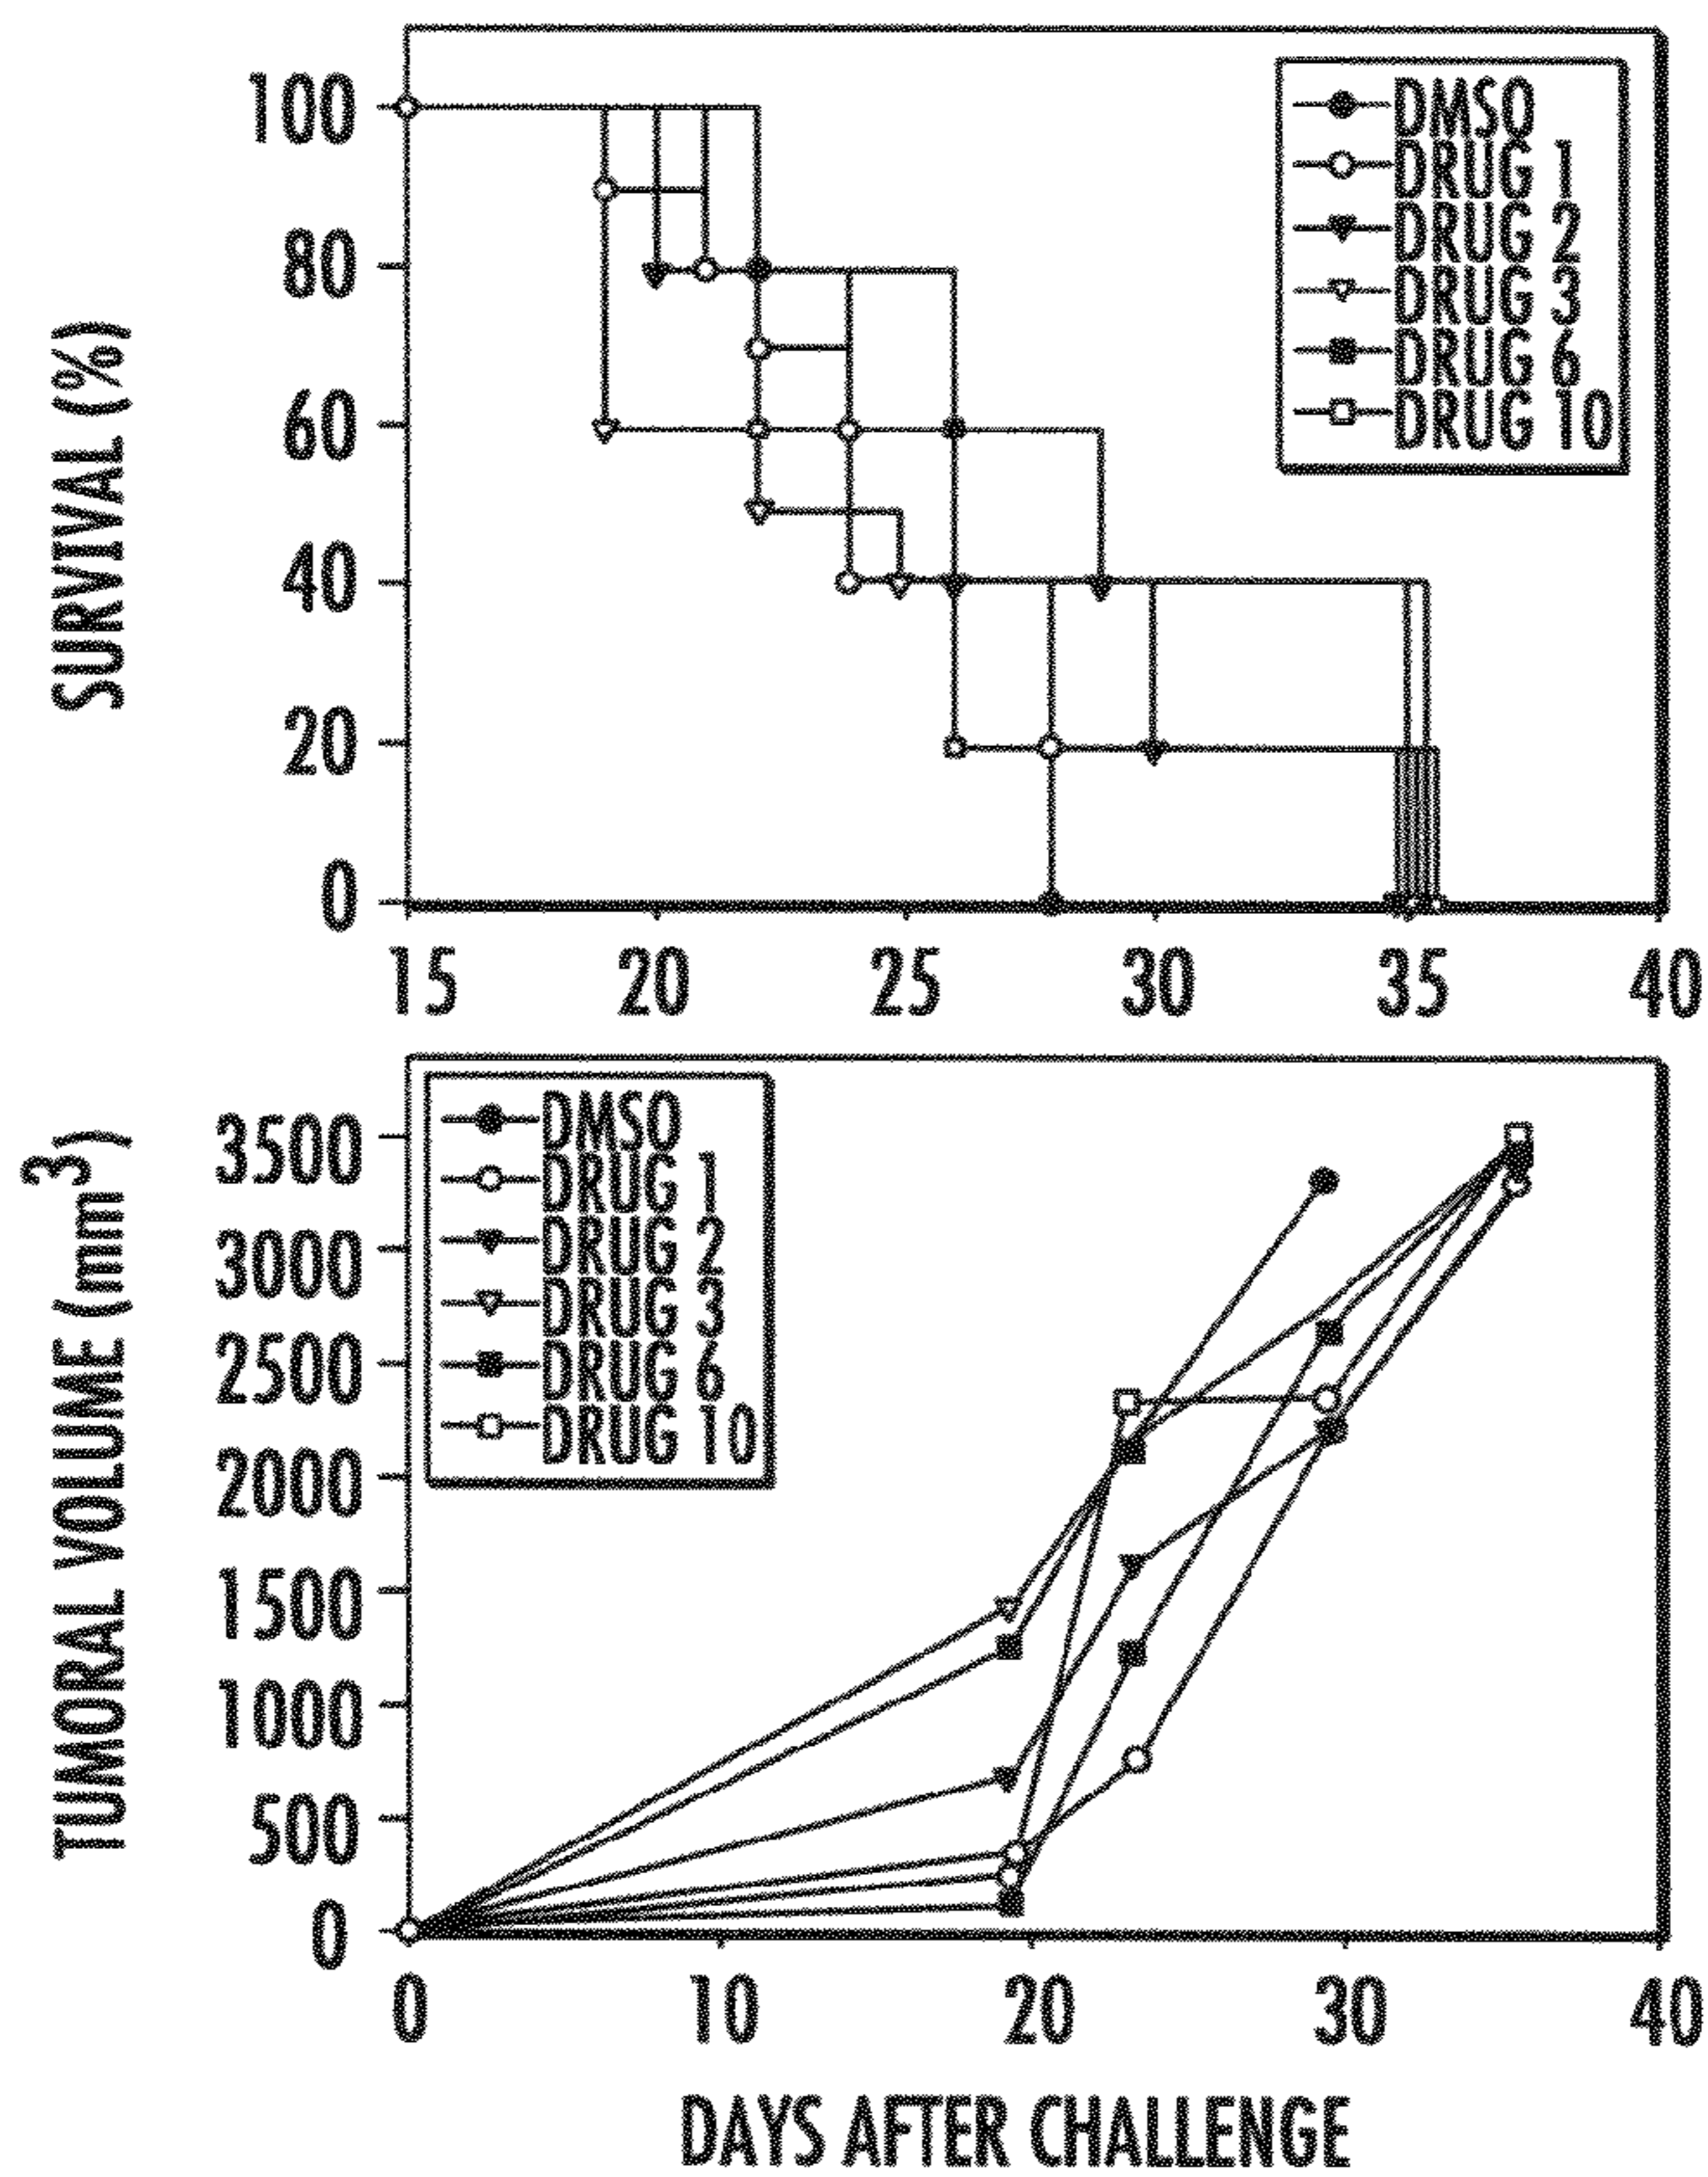 SURVIVAL (%)
100
80
60
40
20
0
DMSO
DRUG 1
DRUG 2
DRUG 3
DRUG 6
DRUG 10
15 20 25 30 35 40
TUMORAL VOLUME (mm³)
3500
3000
2500
2000
1500
1000
500
0
DMSO
DRUG 1
DRUG 2
DRUG 3
DRUG 6
DRUG 10
0 10 20 30 40
DAYS AFTER CHALLENGE